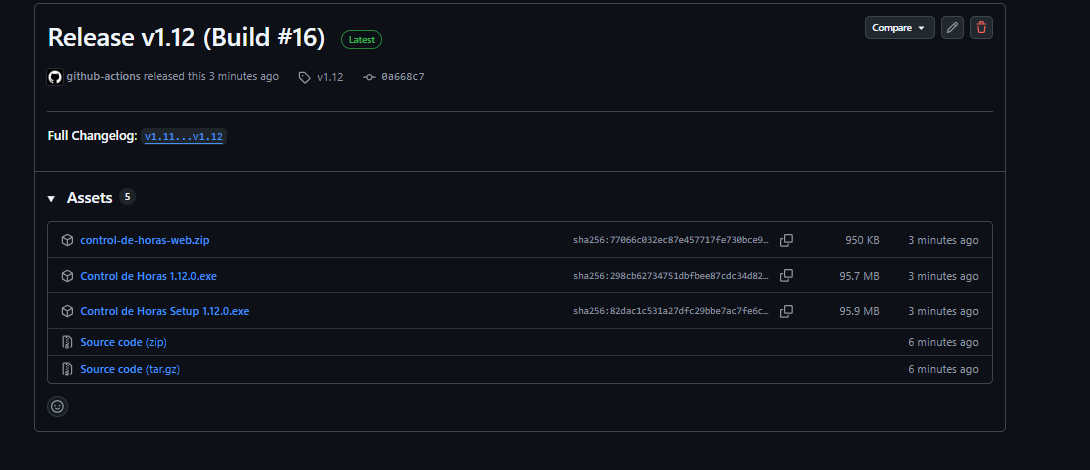 Release v1.12 (Build #16) Latest Compare
github-actions released this 3 minutes ago v1.12 0a668c7
Full Changelog: v1.11...v1.12
Assets 5
control-de-horas-web.zip sha256:77066c032ec87e457717fe730bce9… 950 KB 3 minutes ago
Control de Horas 1.12.0.exe sha256:298cb62734751dbfbee87cdc34d82… 95.7 MB 3 minutes ago
Control de Horas Setup 1.12.0.exe sha256:82dac1c531a27dfc29bbe7ac7fe6c… 95.9 MB 3 minutes ago
Source code (zip) 6 minutes ago
Source code (tar.gz) 6 minutes ago